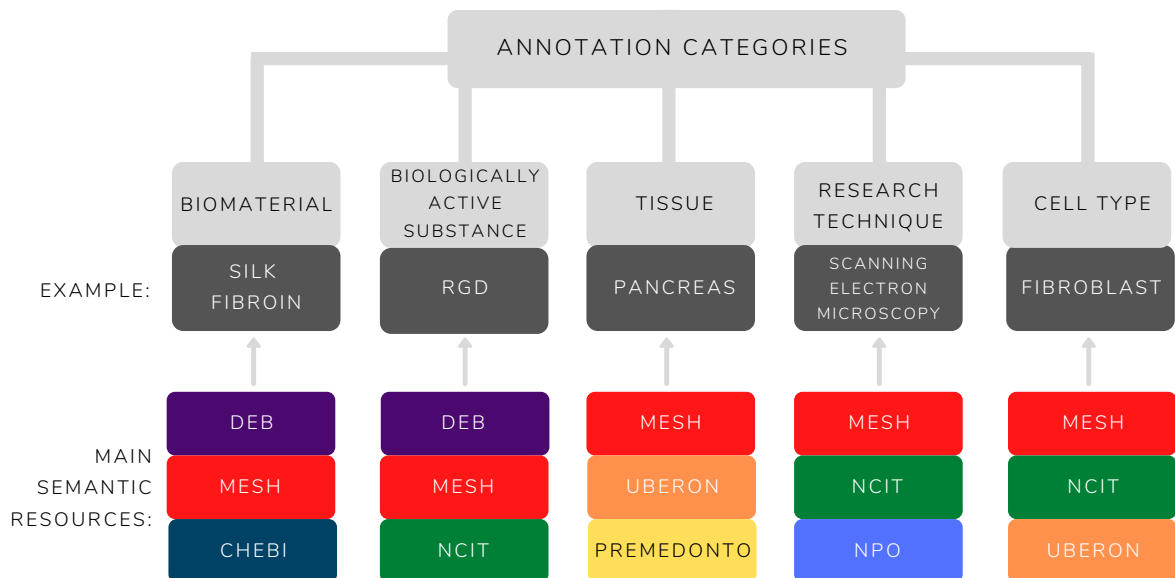 ANNOTATION CATEGORIES
BIOMATERIAL
BIOLOGICALLY
ACTIVE
SUBSTANCE
TISSUE
RESEARCH
TECHNIQUE
CELL TYPE
EXAMPLE:
SILK
FIBROIN
RGD
PANCREAS
SCANNING
ELECTRON
MICROSCOPY
FIBROBLAST
MAIN
SEMANTIC
RESOURCES:
DEB
DEB
MESH
MESH
MESH
MESH
MESH
UBERON
NCIT
NCIT
CHEBI
NCIT
PREMEDONTO
NPO
UBERON